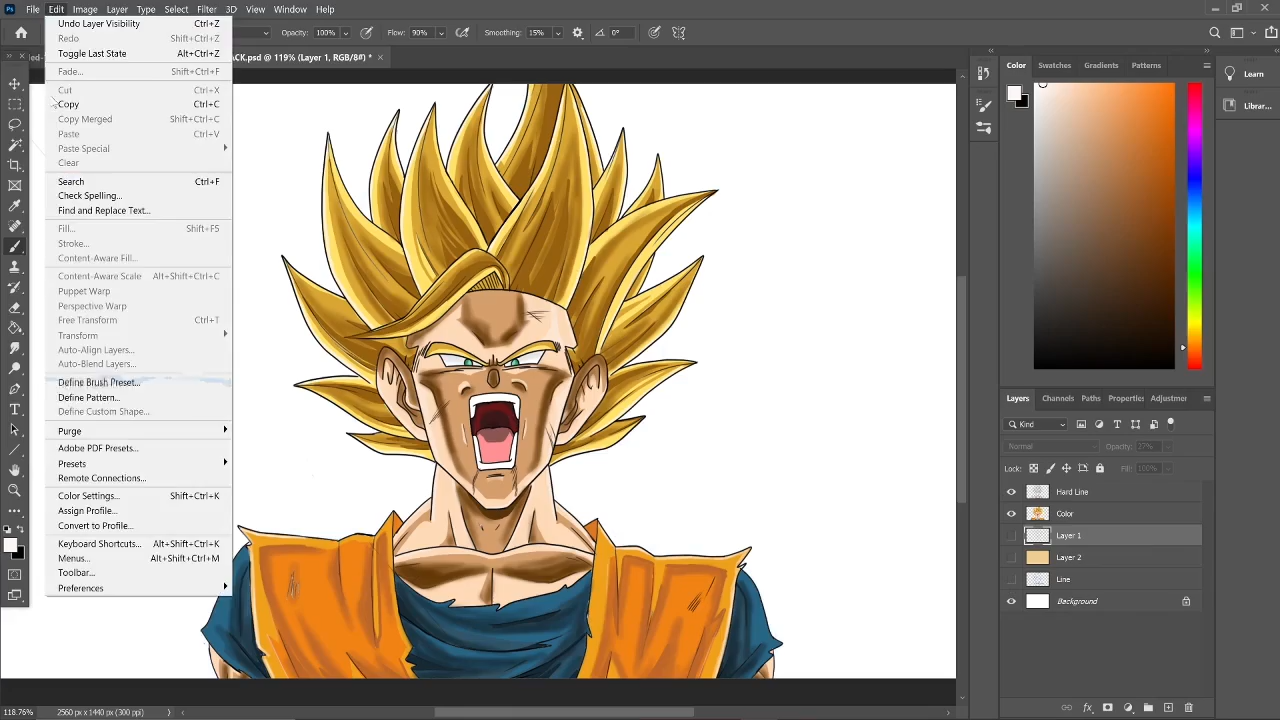 Ps File Edit Image Layer Type Select Filter 3D View Window Help
Opacity: 100% Flow: 90% Smoothing: 15% 0°
ACK.psd @ 119% (Layer 1, RGB/8#) * ×
Undo Layer Visibility Ctrl+Z
Redo Shift+Ctrl+Z
Toggle Last State Alt+Ctrl+Z
Fade... Shift+Ctrl+F
Cut Ctrl+X
Copy Ctrl+C
Copy Merged Shift+Ctrl+C
Paste Ctrl+V
Paste Special
Clear
Search Ctrl+F
Check Spelling...
Find and Replace Text...
Fill... Shift+F5
Stroke...
Content-Aware Fill...
Content-Aware Scale Alt+Shift+Ctrl+C
Puppet Warp
Perspective Warp
Free Transform Ctrl+T
Transform
Auto-Align Layers...
Auto-Blend Layers...
Define Brush Preset...
Define Pattern...
Define Custom Shape...
Purge
Adobe PDF Presets...
Presets
Remote Connections...
Color Settings... Shift+Ctrl+K
Assign Profile...
Convert to Profile...
Keyboard Shortcuts... Alt+Shift+Ctrl+K
Menus... Alt+Shift+Ctrl+M
Toolbar...
Preferences
Color Swatches Gradients Patterns
Learn
Librar...
Layers Channels Paths Properties Adjustmer
Kind
Normal Opacity: 37%
Lock: Fill: 100%
Hard Line
Color
Layer 1
Layer 2
Line
Background
118.76% 2560 px x 1440 px (300 ppi)